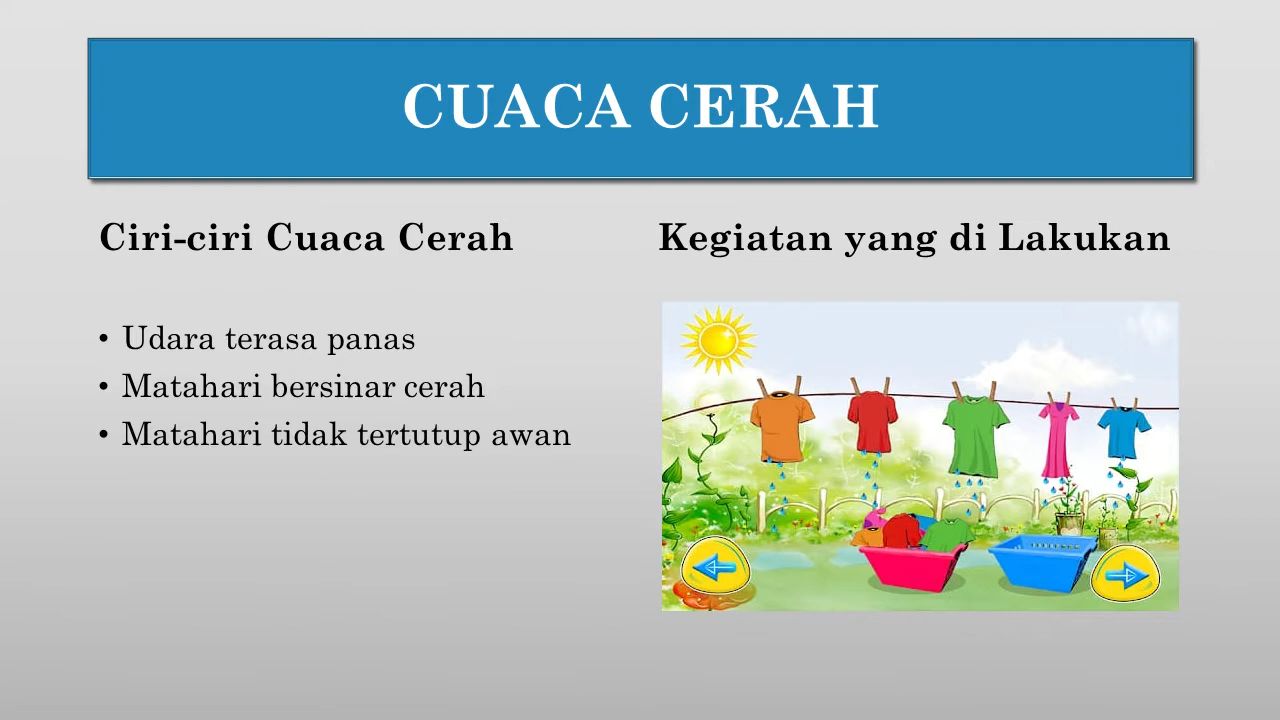 CUACA CERAH
Ciri-ciri Cuaca Cerah
• Udara terasa panas
• Matahari bersinar cerah
• Matahari tidak tertutup awan
Kegiatan yang di Lakukan